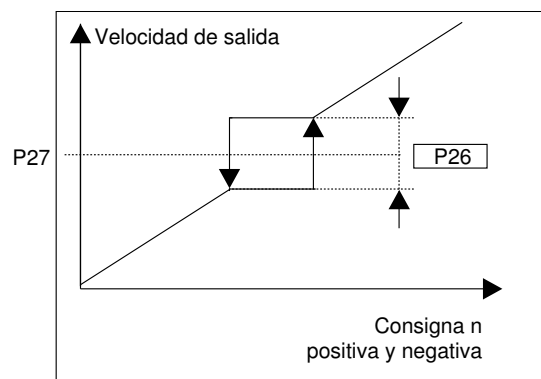 Velocidad de salida
P27
P26
Consigna n
positiva y negativa